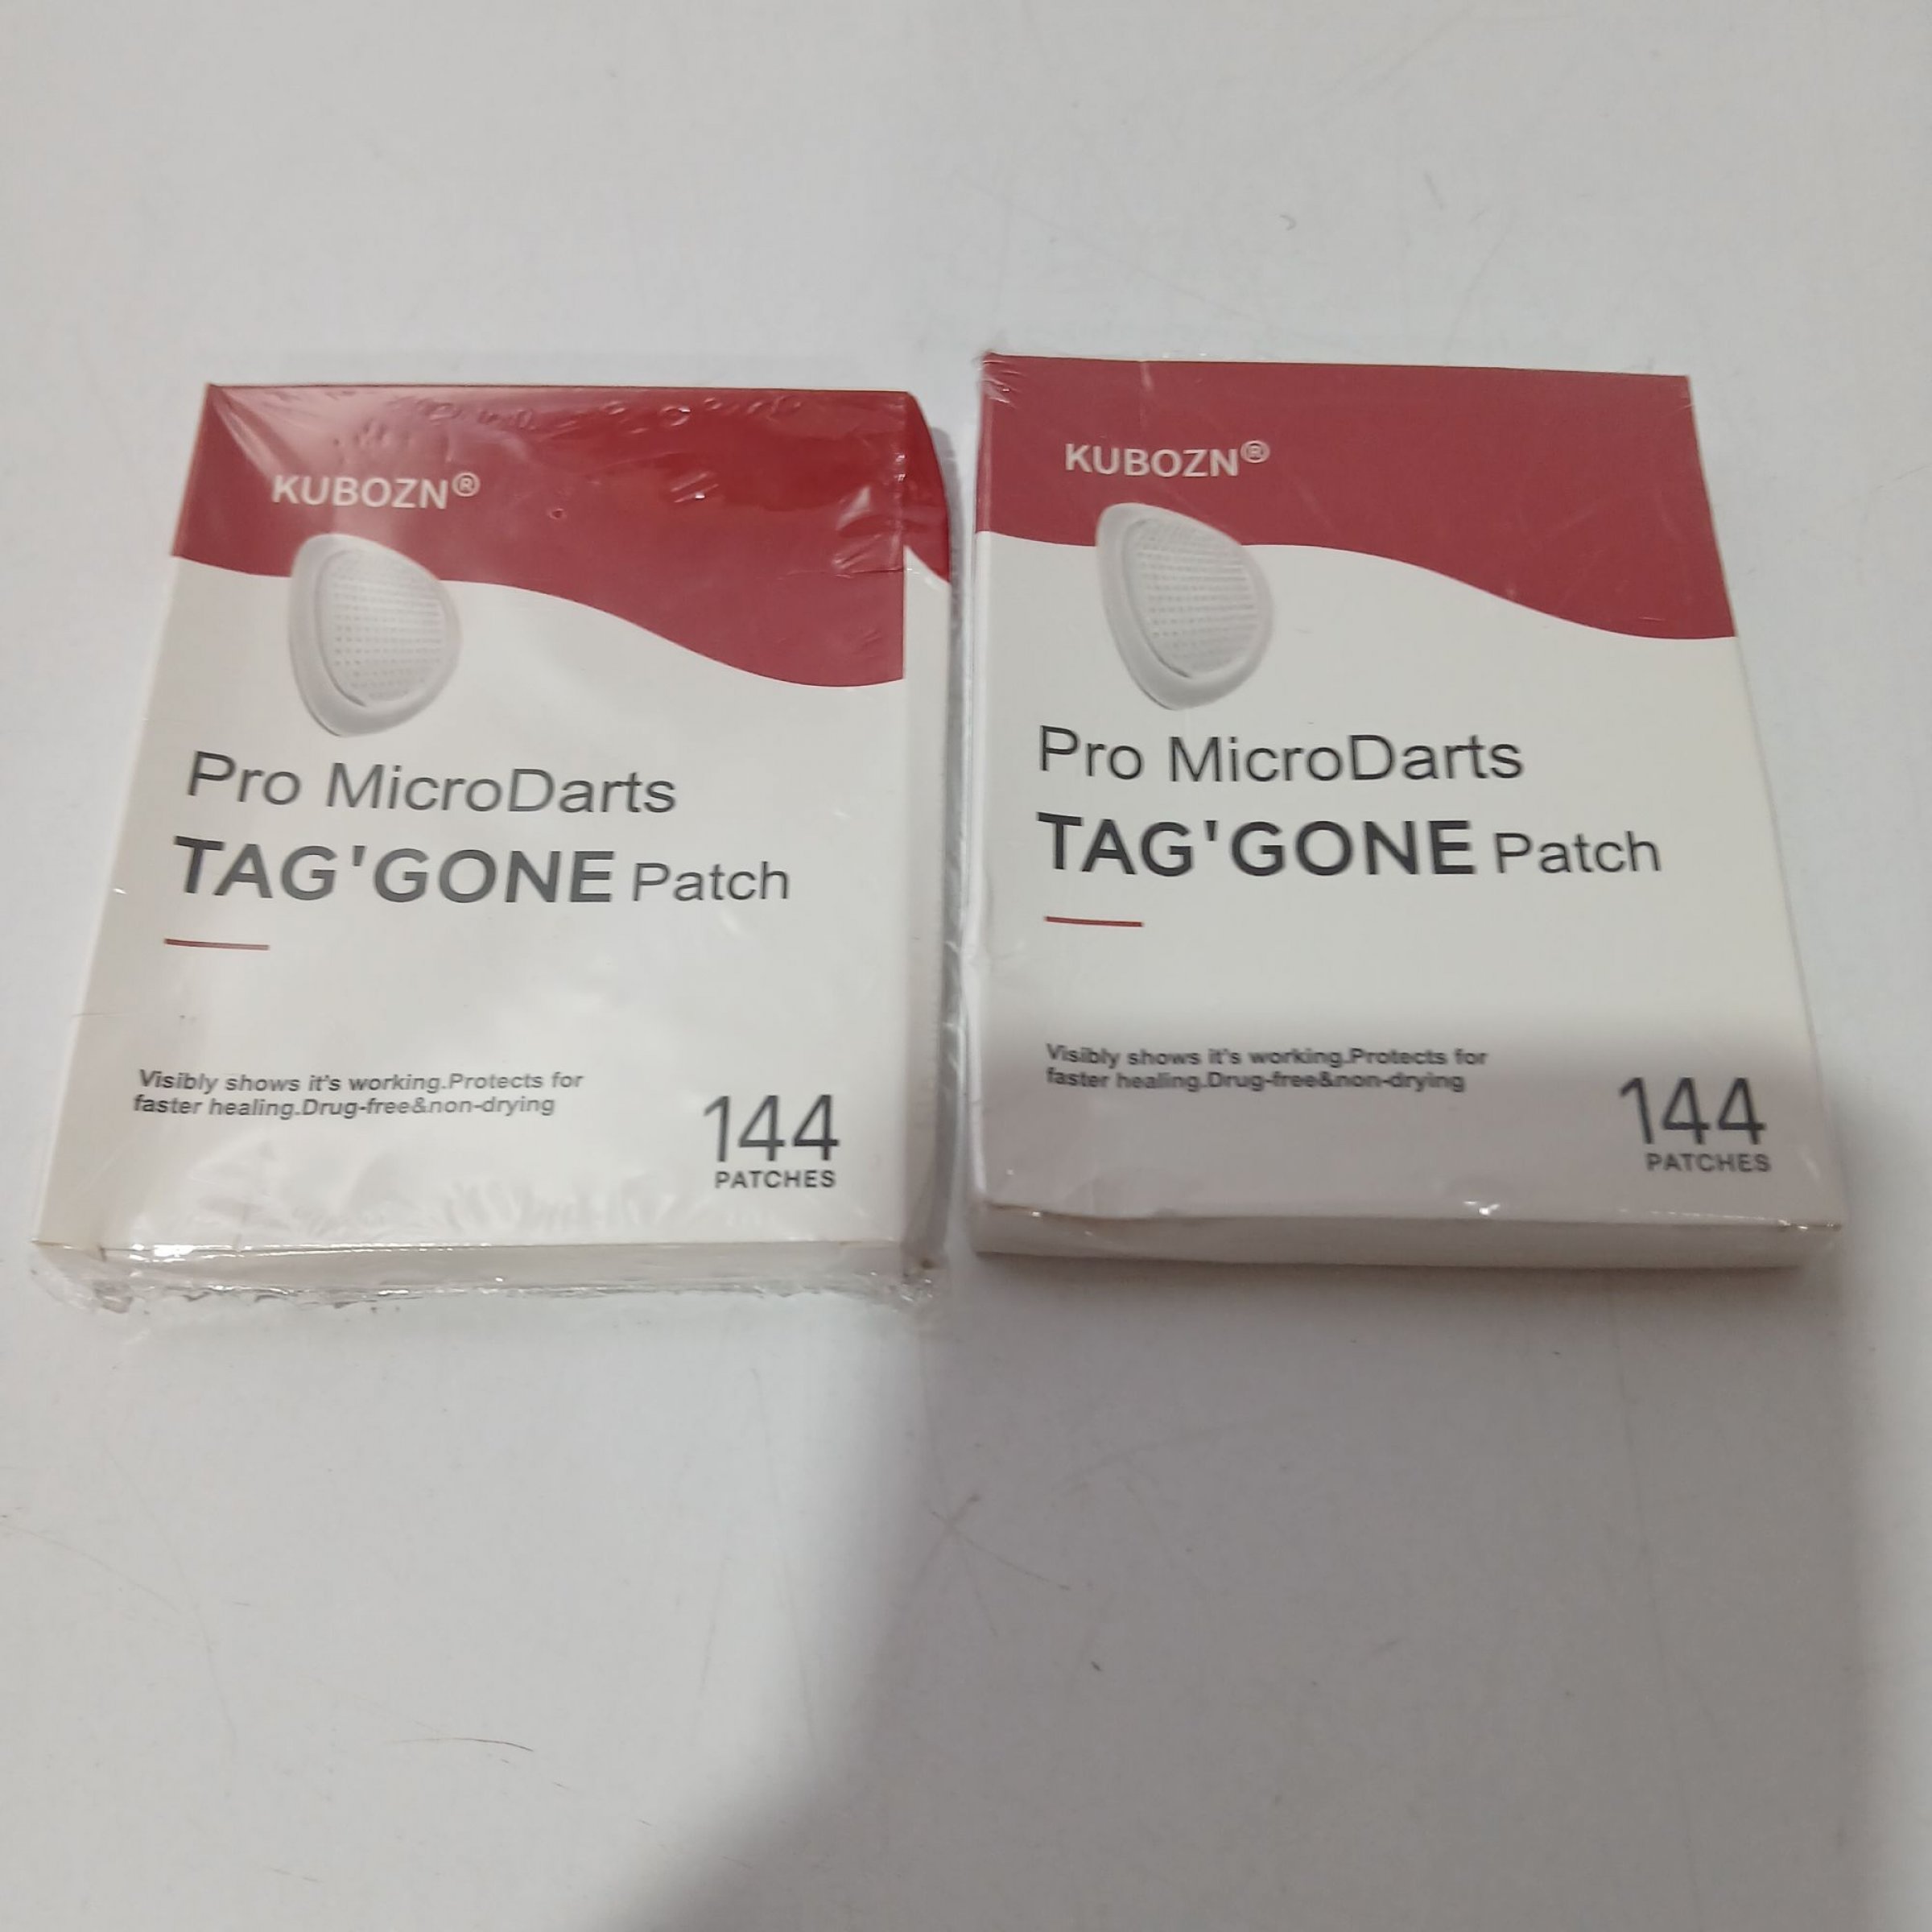 KUBOZN®
Pro MicroDarts
TAG'GONE Patch
Visibly shows it's working.Protects for
faster healing.Drug-free&non-drying
144
PATCHES
KUBOZN®
Pro MicroDarts
TAG'GONE Patch
Visibly shows it's working.Protects for
faster healing.Drug-free&non-drying
144
PATCHES